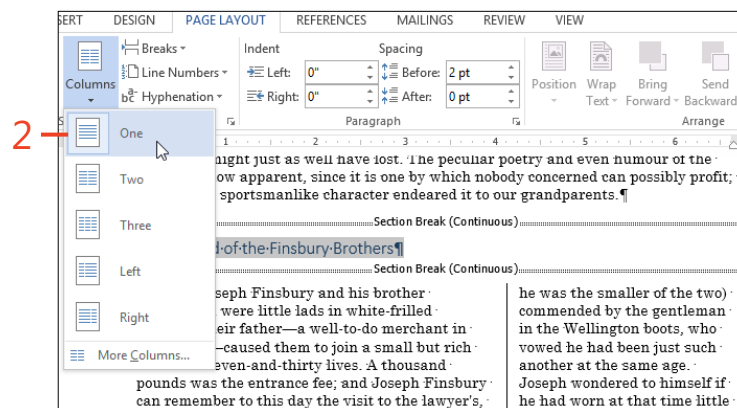 SERT DESIGN PAGE LAYOUT REFERENCES MAILINGS REVIEW VIEW
Breaks Indent Spacing
Columns Line Numbers Left: 0" Before: 2 pt Position Wrap Text Bring Forward Send Backward
Hyphenation Right: 0" After: 0 pt
Paragraph Arrange
2
One
Two
Three
Left
Right
More Columns...
1 2 3 4 5 6
might just as well have lost. The peculiar poetry and even humour of the
ow apparent, since it is one by which nobody concerned can possibly profit;
sportsmanlike character endeared it to our grandparents.¶
Section Break (Continuous)
of·the·Finsbury·Brothers¶
Section Break (Continuous)
seph Finsbury and his brother
were little lads in white-frilled
eir father—a well-to-do merchant in
—caused them to join a small but rich
even-and-thirty lives. A thousand
pounds was the entrance fee; and Joseph Finsbury
can remember to this day the visit to the lawyer's,
he was the smaller of the two)
commended by the gentleman
in the Wellington boots, who
vowed he had been just such
another at the same age.
Joseph wondered to himself if
he had worn at that time little